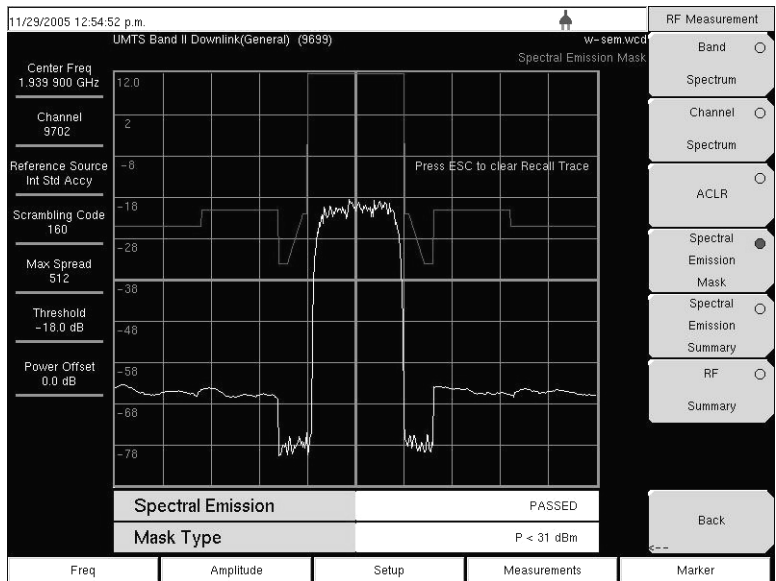 11/29/2005 12:54:52 p.m.
RF Measurement
UMTS Band II Downlink(General) (9699)
w-sem.wcd
Spectral Emission Mask
Center Freq
1.939 900 GHz
Channel
9702
Reference Source
Int Std Accy
Scrambling Code
160
Max Spread
512
Threshold
-18.0 dB
Power Offset
0.0 dB
12.0
2
-8
-18
-28
-38
-48
-58
-68
-78
Press ESC to clear Recall Trace
Band
Spectrum
Channel
Spectrum
ACLR
Spectral
Emission
Mask
Spectral
Emission
Summary
RF
Summary
Back
<--
Spectral Emission
PASSED
Mask Type
P < 31 dBm
Freq
Amplitude
Setup
Measurements
Marker